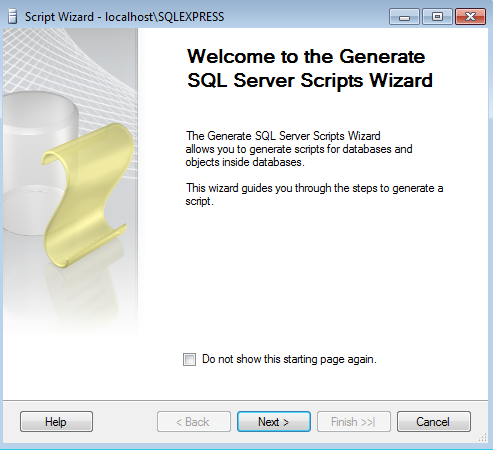 Script Wizard - localhost\SQLEXPRESS
Welcome to the Generate
SQL Server Scripts Wizard
The Generate SQL Server Scripts Wizard
allows you to generate scripts for databases and
objects inside databases.
This wizard guides you through the steps to generate a
script.
Do not show this starting page again.
Help
< Back
Next >
Finish >>|
Cancel